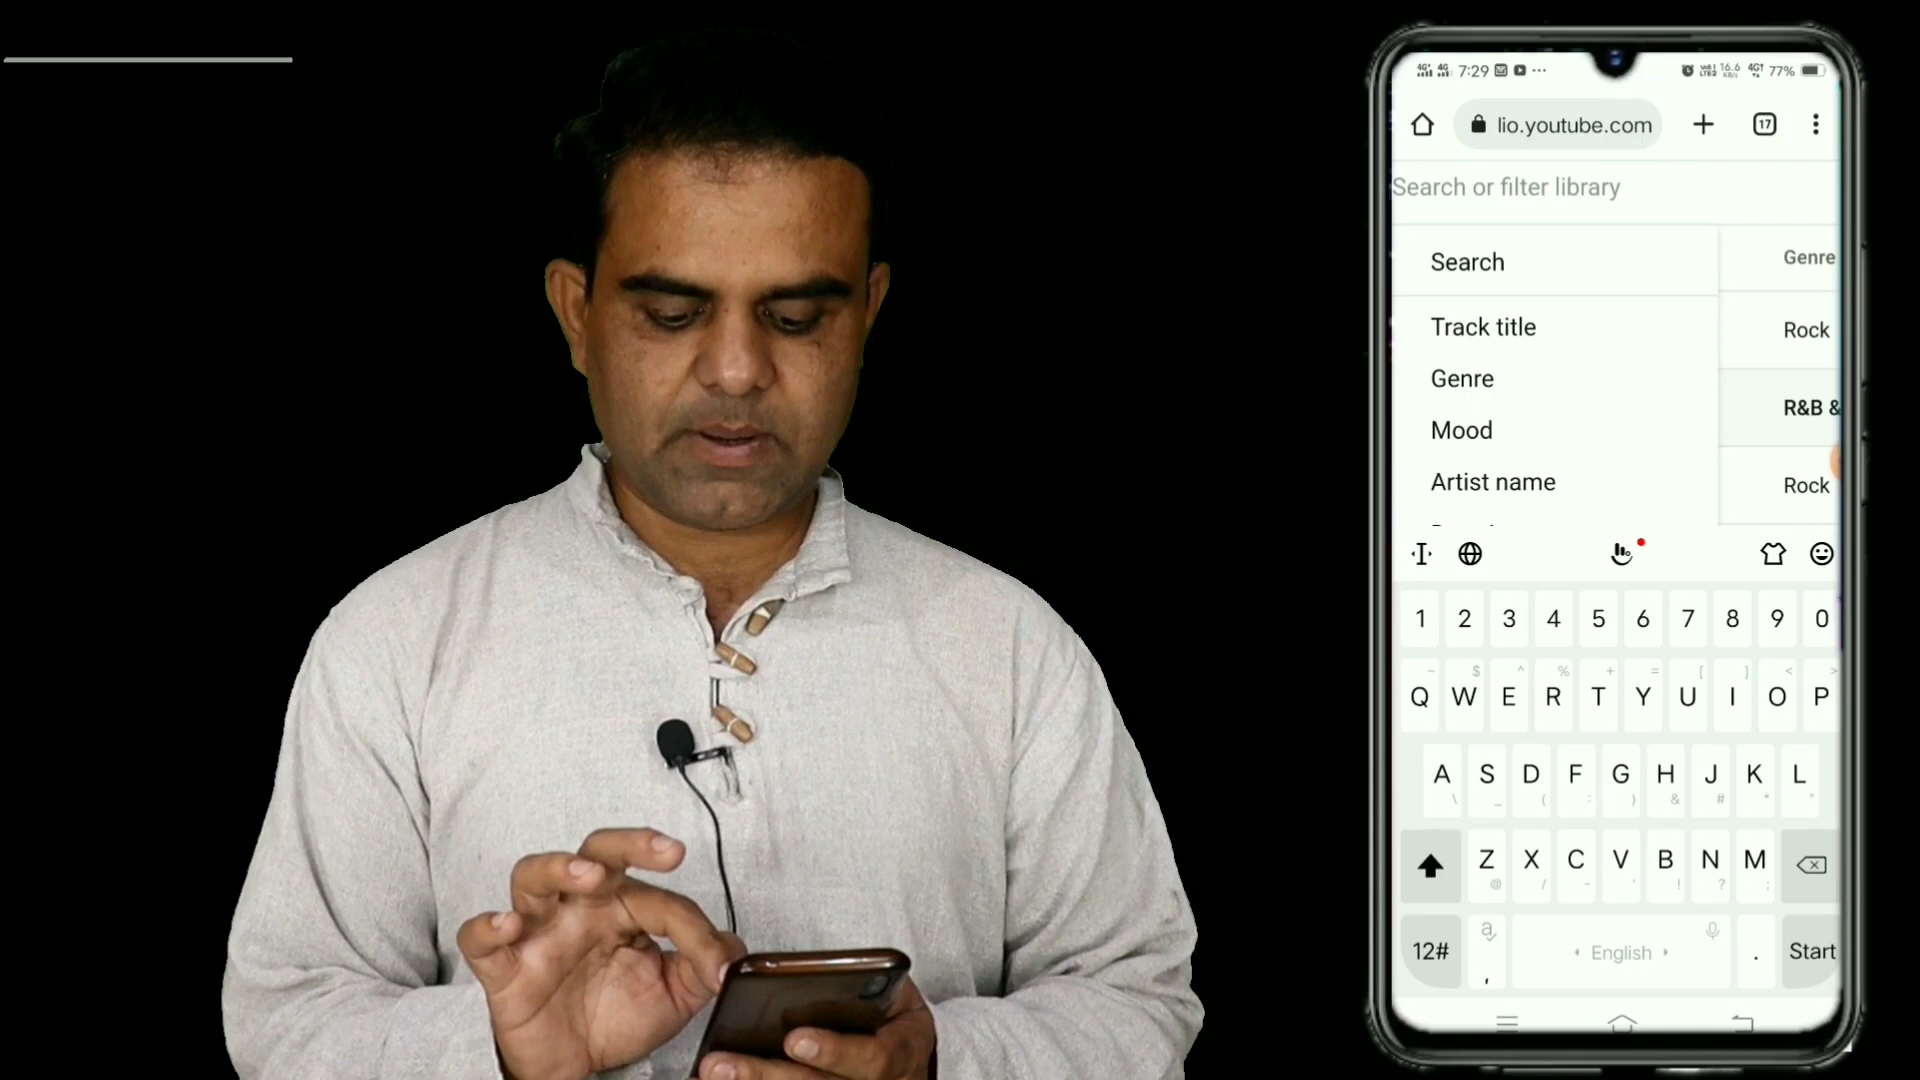 7:29 77%
lio.youtube.com 17
Search or filter library
Search
Genre
Track title
Rock
Genre
R&B &
Mood
Artist name
Rock
1 2 3 4 5 6 7 8 9 0
Q W E R T Y U I O P
A S D F G H J K L
Z X C V B N M
12# , English . Start